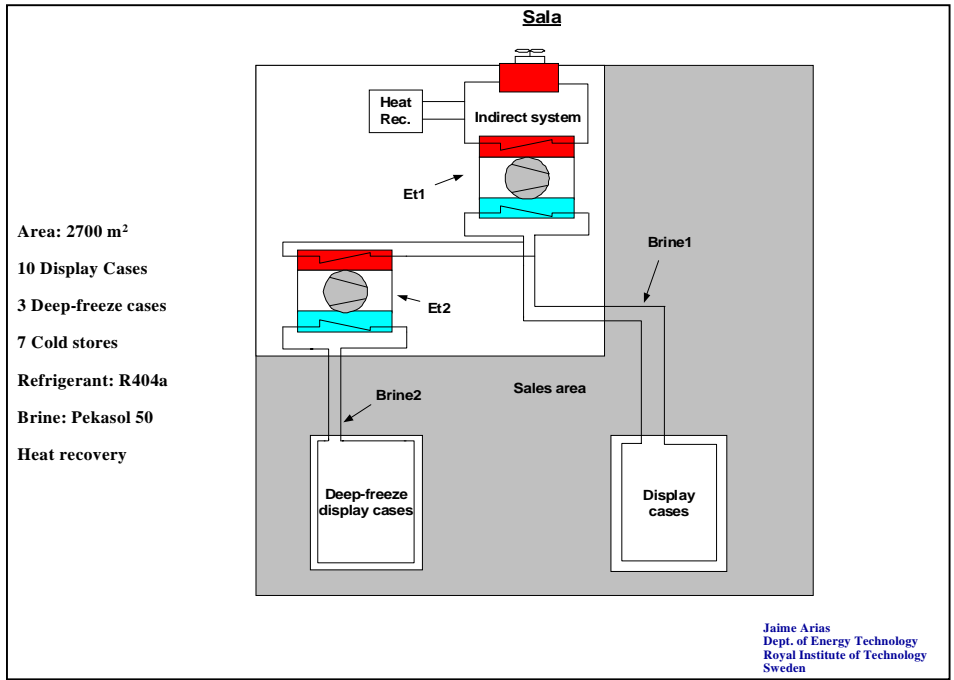 Sala
Heat
Rec.
Indirect system
Et1
Area: 2700 m²
10 Display Cases
3 Deep-freeze cases
7 Cold stores
Refrigerant: R404a
Brine: Pekasol 50
Heat recovery
Brine1
Et2
Sales area
Brine2
Deep-freeze
display cases
Display
cases
Jaime Arias
Dept. of Energy Technology
Royal Institute of Technology
Sweden